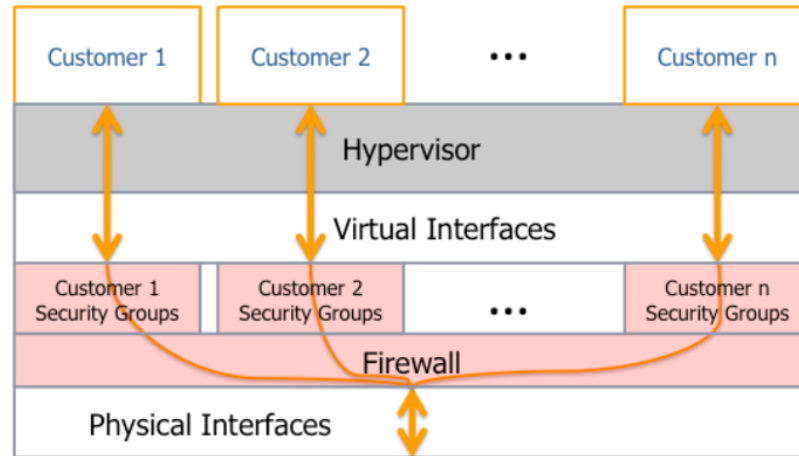 Customer 1
Customer 2
...
Customer n
Hypervisor
Virtual Interfaces
Customer 1
Security Groups
Customer 2
Security Groups
...
Customer n
Security Groups
Firewall
Physical Interfaces